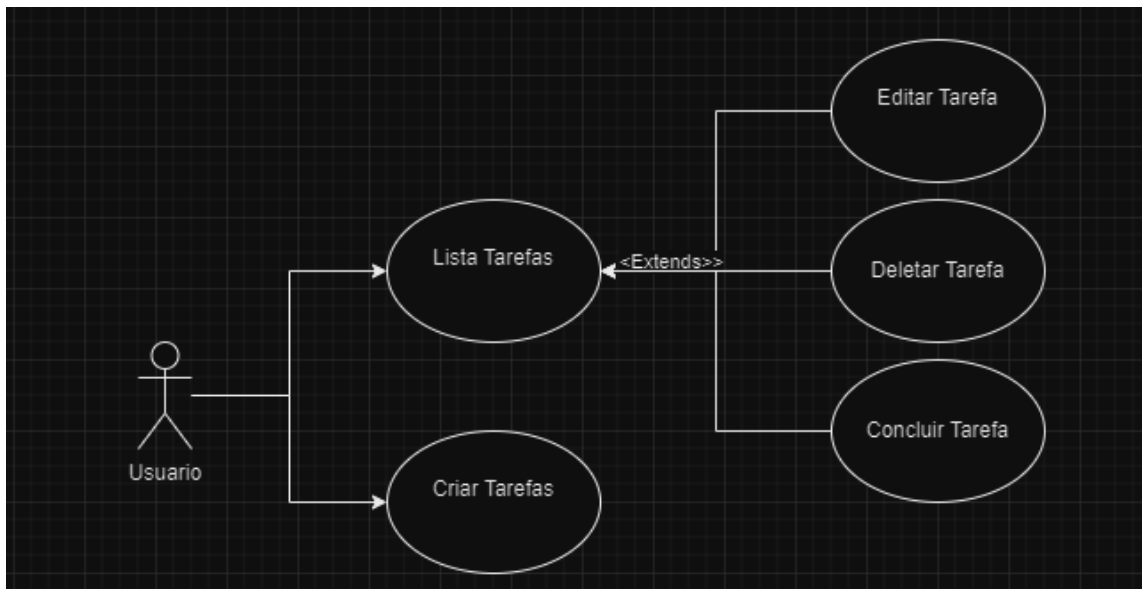 Editar Tarefa
Lista Tarefas
<Extends>>
Deletar Tarefa
Concluir Tarefa
Usuario
Criar Tarefas